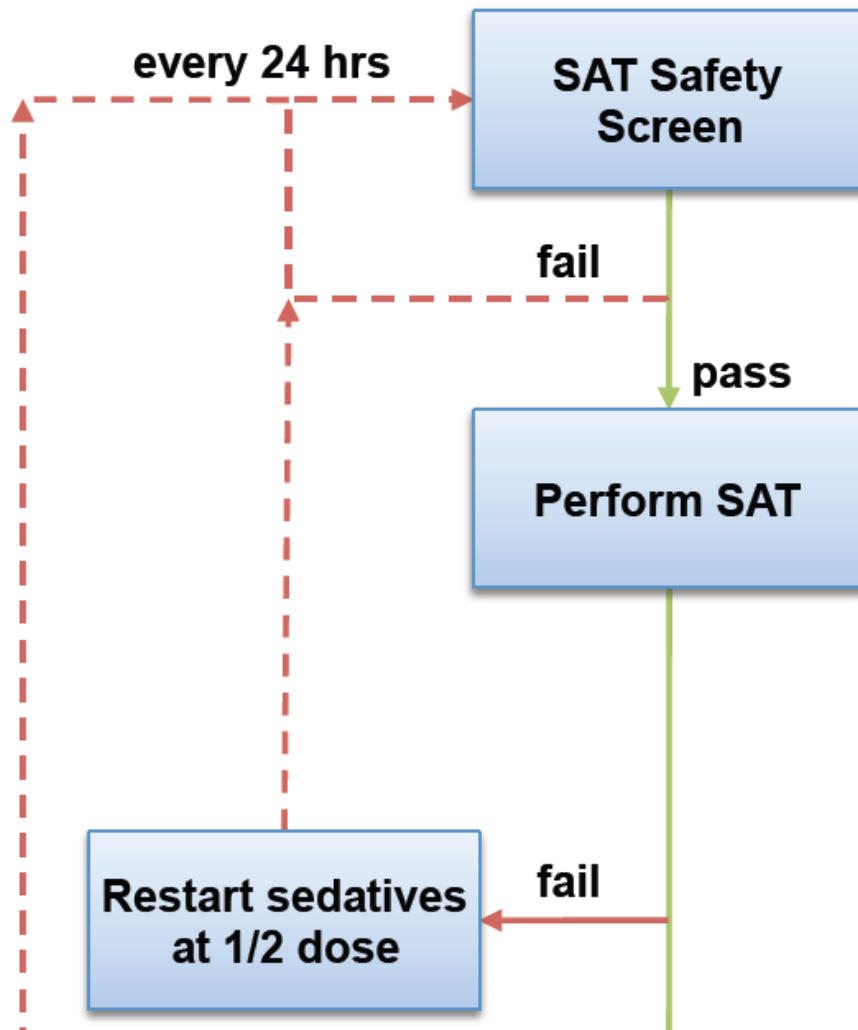 every 24 hrs
SAT Safety
Screen
fail
pass
Perform SAT
Restart sedatives
at 1/2 dose
fail